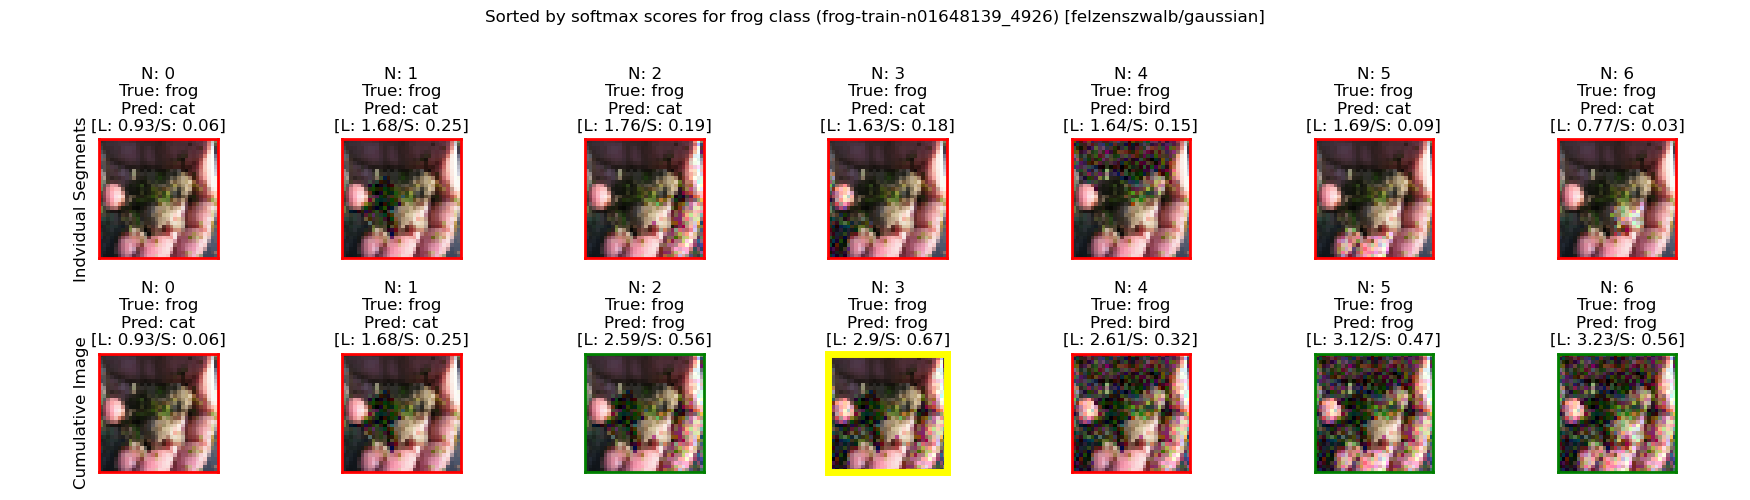 Sorted by softmax scores for frog class (frog-train-n01648139_4926) [felzenszwalb/gaussian]
Indvidual Segments
N: 0
True: frog
Pred: cat
[L: 0.93/S: 0.06]
N: 1
True: frog
Pred: cat
[L: 1.68/S: 0.25]
N: 2
True: frog
Pred: cat
[L: 1.76/S: 0.19]
N: 3
True: frog
Pred: cat
[L: 1.63/S: 0.18]
N: 4
True: frog
Pred: bird
[L: 1.64/S: 0.15]
N: 5
True: frog
Pred: cat
[L: 1.69/S: 0.09]
N: 6
True: frog
Pred: cat
[L: 0.77/S: 0.03]
Cumulative Image
N: 0
True: frog
Pred: cat
[L: 0.93/S: 0.06]
N: 1
True: frog
Pred: cat
[L: 1.68/S: 0.25]
N: 2
True: frog
Pred: frog
[L: 2.59/S: 0.56]
N: 3
True: frog
Pred: frog
[L: 2.9/S: 0.67]
N: 4
True: frog
Pred: bird
[L: 2.61/S: 0.32]
N: 5
True: frog
Pred: frog
[L: 3.12/S: 0.47]
N: 6
True: frog
Pred: frog
[L: 3.23/S: 0.56]